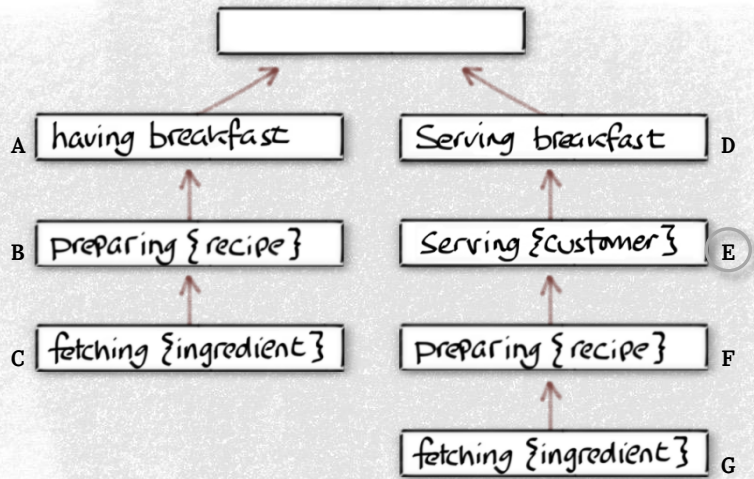 A having breakfast
Serving breakfast D
B preparing {recipe}
Serving {customer} E
C fetching {ingredient}
preparing {recipe} F
fetching {ingredient} G